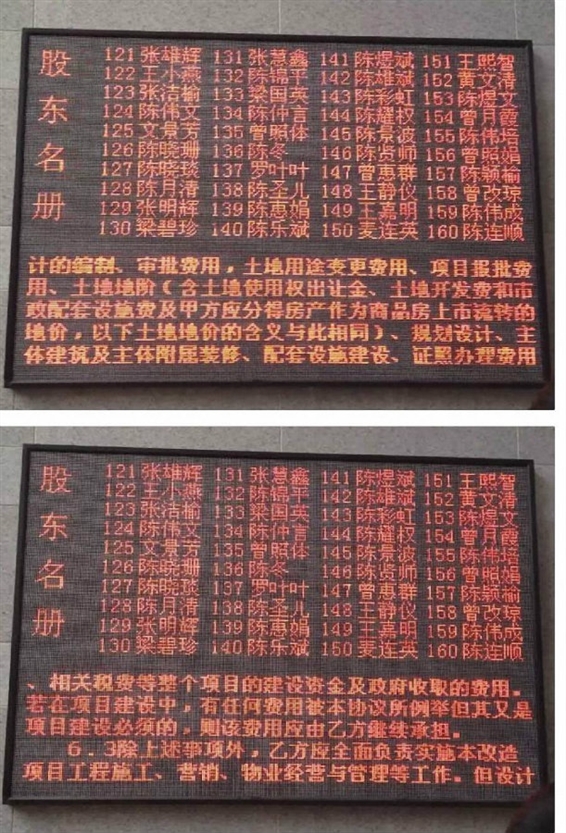 股东名册
121 张雄辉 131 张慧鑫 141 陈煜斌 151 王熙智
122 王小燕 132 陈锦平 142 陈雄斌 152 黄文清
123 张洁榆 133 梁国英 143 陈彩虹 153 陈煜文
124 陈伟文 134 陈仲言 144 陈耀权 154 曾月霞
125 文景芳 135 曾照体 145 陈景波 155 陈伟培
126 陈晓珊 136 陈冬 146 陈贤师 156 曾照娟
127 陈晓琰 137 罗叶叶 147 曾惠群 157 陈颖榆
128 陈月清 138 陈圣儿 148 王静仪 158 曾改琼
129 张明辉 139 陈惠娟 149 王嘉明 159 陈伟成
130 梁碧珍 140 陈乐斌 150 麦连英 160 陈连顺
计的编制、审批费用，土地用途变更费用、项目报批费
用、土地地阶（含土地使用权出让金、土地开发费和市
政配套设施费及甲方应分得房产作为商品房上市流转的
地价，以下土地地价的含义与此相同）、规划设计、主
体建筑及主体附属装修、配套设施建设、证照办理费用
股东名册
121 张雄辉 131 张慧鑫 141 陈煜斌 151 王熙智
122 王小燕 132 陈锦平 142 陈雄斌 152 黄文清
123 张洁榆 133 梁国英 143 陈彩虹 153 陈煜文
124 陈伟文 134 陈仲言 144 陈耀权 154 曾月霞
125 文景芳 135 曾照体 145 陈景波 155 陈伟培
126 陈晓珊 136 陈冬 146 陈贤师 156 曾照娟
127 陈晓琰 137 罗叶叶 147 曾惠群 157 陈颖榆
128 陈月清 138 陈圣儿 148 王静仪 158 曾改琼
129 张明辉 139 陈惠娟 149 王嘉明 159 陈伟成
130 梁碧珍 140 陈乐斌 150 麦连英 160 陈连顺
、相关税费等整个项目的建设资金及政府收取的费用。
若在项目建设中，有任何费用被本协议所例举但其又是
项目建设必须的，则该费用应由乙方继续承担。
6.3除上述事项外，乙方应全面负责实施本改造
项目工程施工、营销、物业经营与管理等工作。但设计